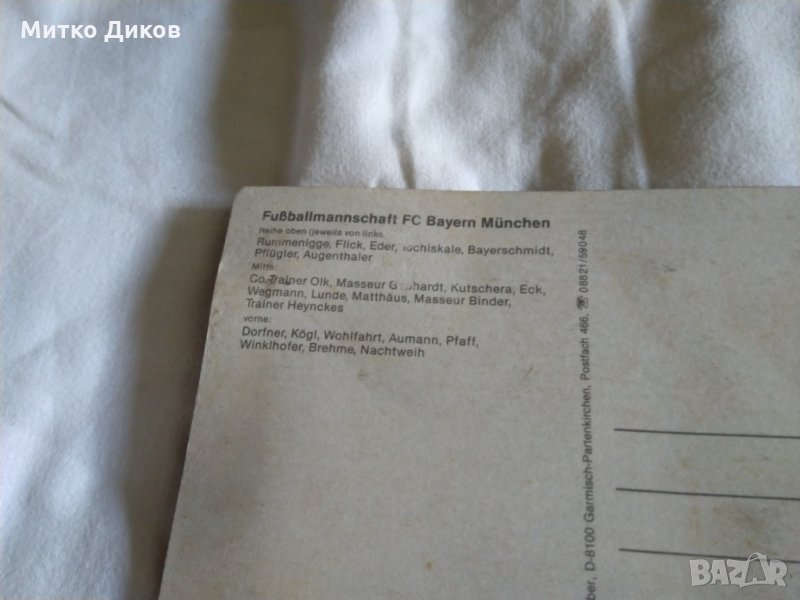 Митко Диков
Fußballmannschaft FC Bayern München
Reihe oben (jeweils von links,
Rummenigge, Flick, Eder, Bayerschmidt,
Pflügler, Augenthaler
Mitte:
Co-Trainer Olk, Masseur Kutschera, Eck,
Wegmann, Lunde, Matthäus, Masseur Binder,
Trainer Heynckes
vorne:
Dorfner, Kögl, Wohlfahrt, Aumann, Pfaff,
Winklhofer, Brehme, Nachtweih
D-8100 Garmisch-Partenkirchen, Postfach 466, ☏ 08821/59048
BAZAR